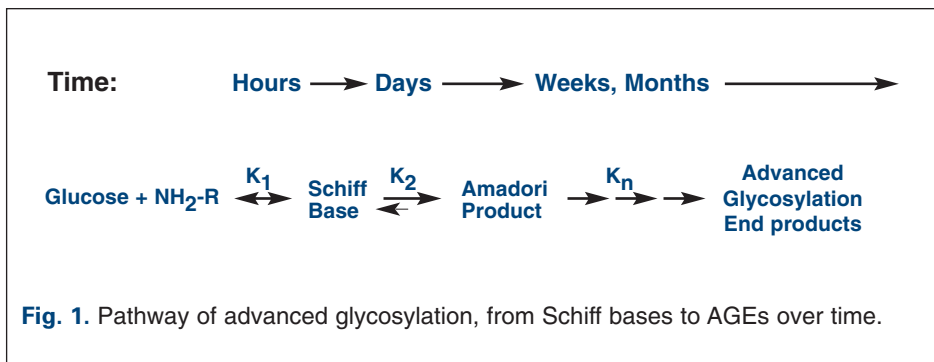 Time: Hours Days Weeks, Months
Glucose + NH2-R K1 Schiff Base K2 Amadori Product Kn Advanced Glycosylation End products
Fig. 1. Pathway of advanced glycosylation, from Schiff bases to AGEs over time.